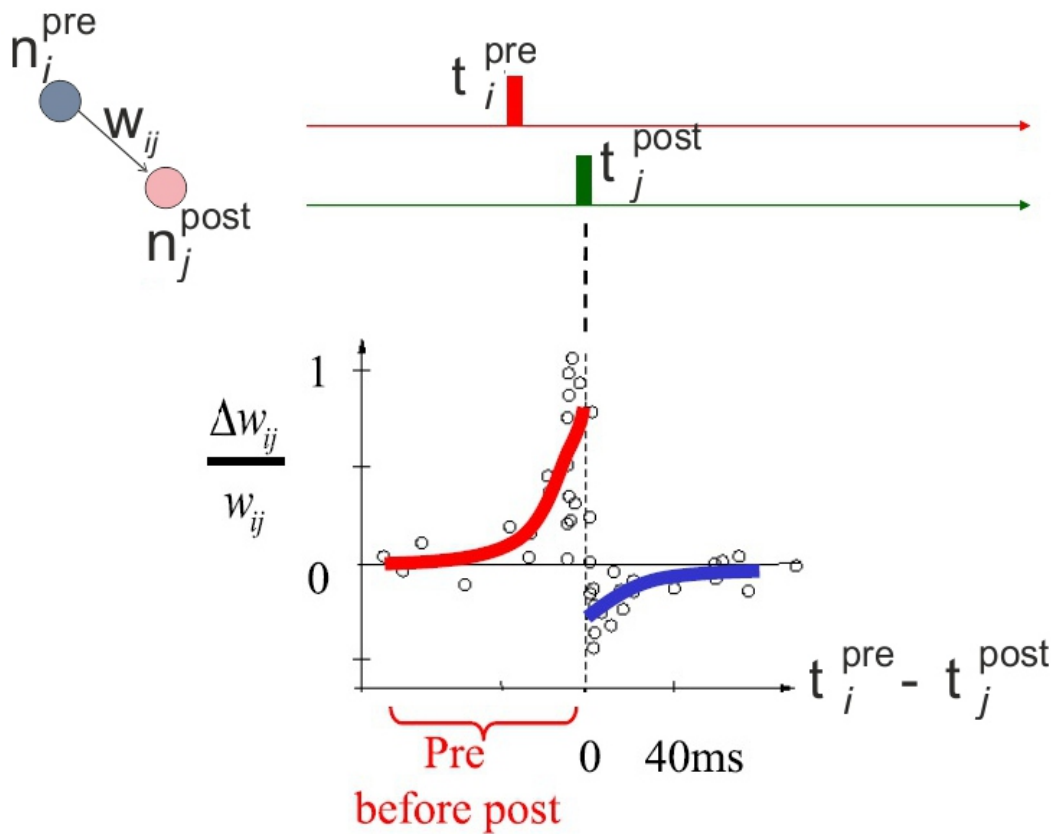 n_i^pre
w_ij
n_j^post
t_i^pre
t_j^post
1
Δw_ij
w_ij
0
t_i^pre - t_j^post
Pre
before post
0 40ms